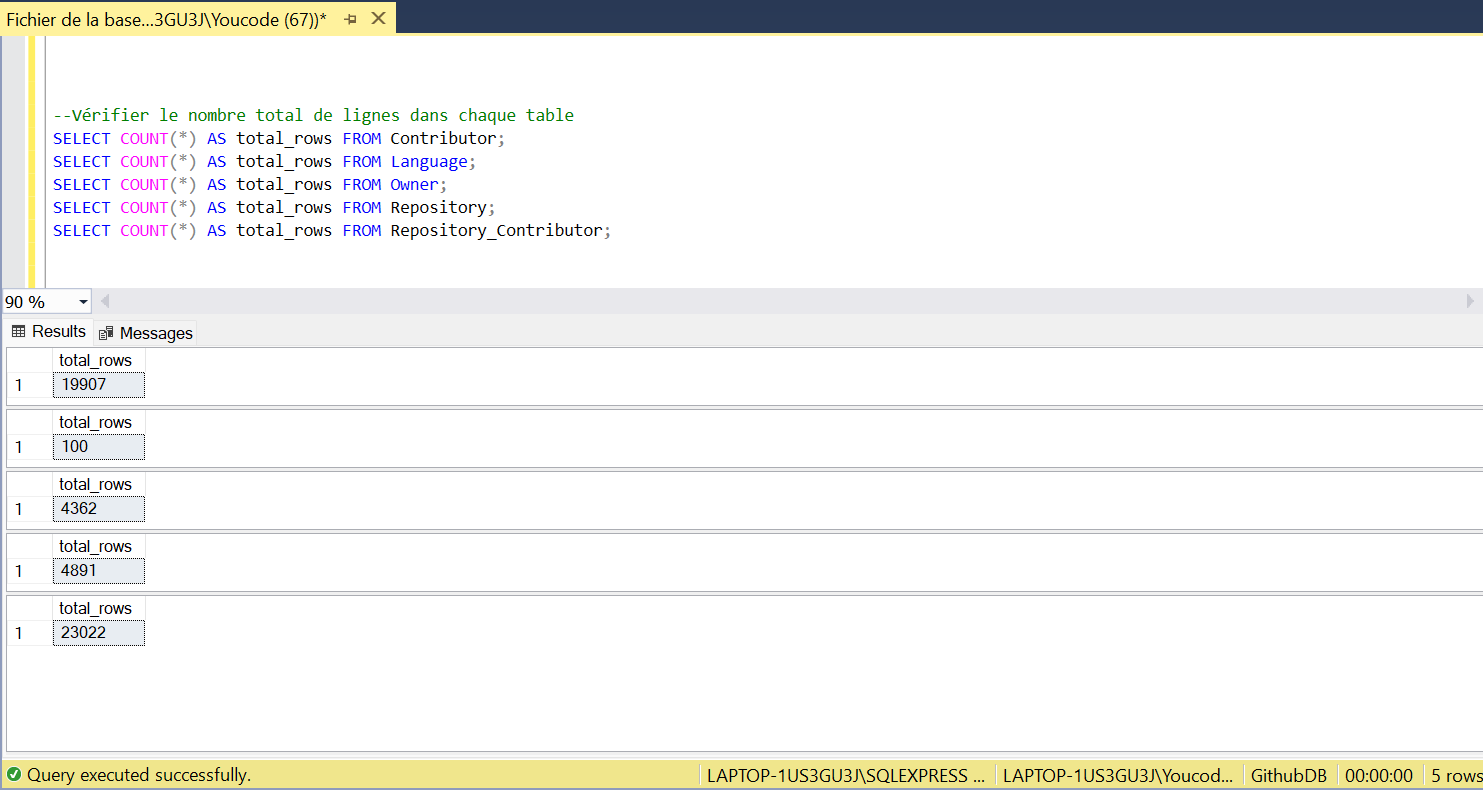 Fichier de la base...3GU3J\Youcode (67))*
--Vérifier le nombre total de lignes dans chaque table
SELECT COUNT(*) AS total_rows FROM Contributor;
SELECT COUNT(*) AS total_rows FROM Language;
SELECT COUNT(*) AS total_rows FROM Owner;
SELECT COUNT(*) AS total_rows FROM Repository;
SELECT COUNT(*) AS total_rows FROM Repository_Contributor;
90 %
Results Messages
total_rows
1 19907
total_rows
1 100
total_rows
1 4362
total_rows
1 4891
total_rows
1 23022
Query executed successfully. LAPTOP-1US3GU3J\SQLEXPRESS ... LAPTOP-1US3GU3J\Youcod... GithubDB 00:00:00 5 rows